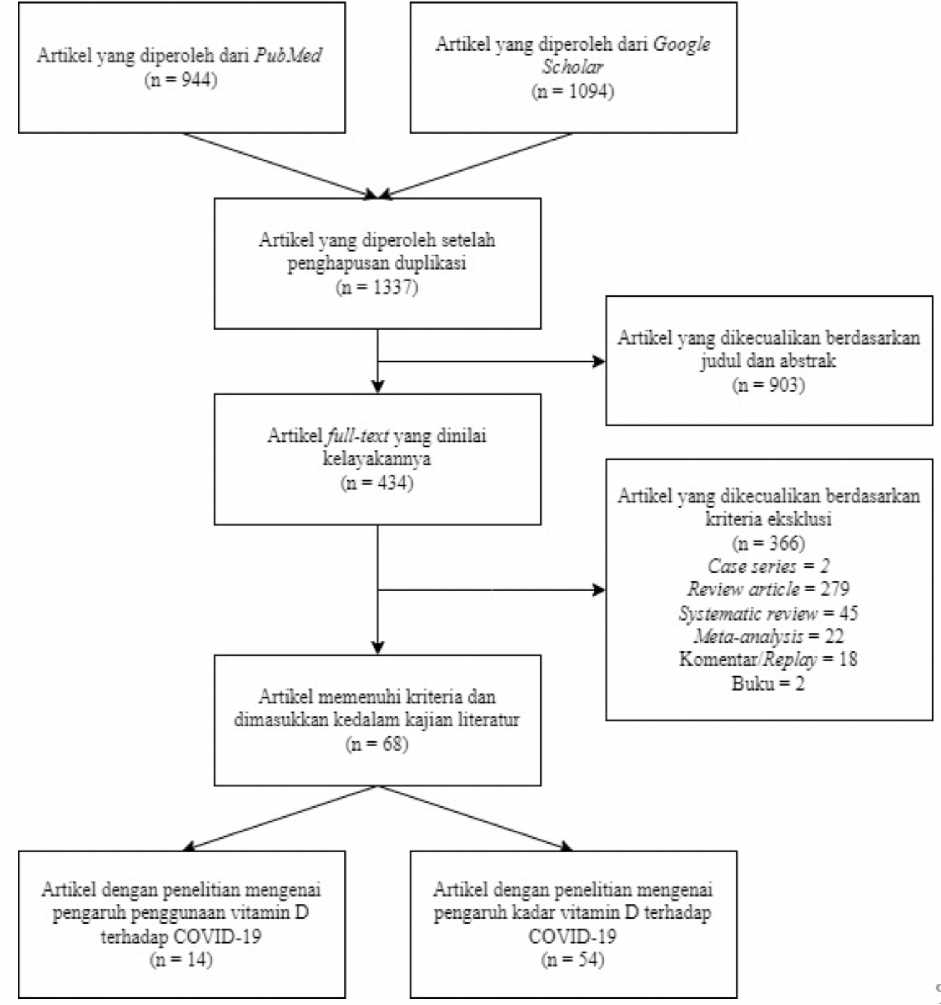 Artikel yang diperoleh dari PubMed
(n = 944)
Artikel yang diperoleh dari Google
Scholar
(n = 1094)
Artikel yang diperoleh setelah
penghapusan duplikasi
(n = 1337)
Artikel yang dikecualikan berdasarkan
judul dan abstrak
(n = 903)
Artikel full-text yang dinilai
kelayakannya
(n = 434)
Artikel yang dikecualikan berdasarkan
kriteria eksklusi
(n = 366)
Case series = 2
Review article = 279
Systematic review = 45
Meta-analysis = 22
Komentar/Replay = 18
Buku = 2
Artikel memenuhi kriteria dan
dimasukkan kedalam kajian literatur
(n = 68)
Artikel dengan penelitian mengenai
pengaruh penggunaan vitamin D
terhadap COVID-19
(n = 14)
Artikel dengan penelitian mengenai
pengaruh kadar vitamin D terhadap
COVID-19
(n = 54)